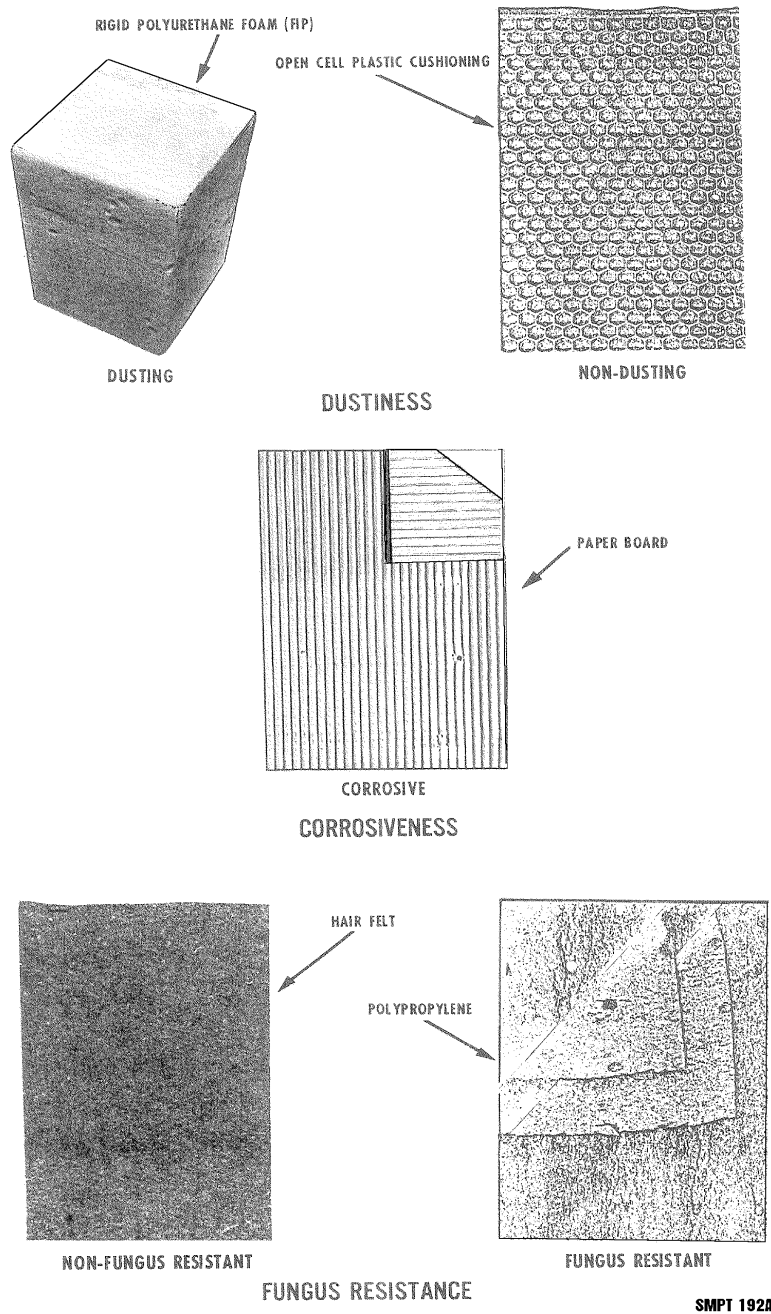 RIGID POLYURETHANE FOAM (FIP)
OPEN CELL PLASTIC CUSHIONING
DUSTING
NON-DUSTING
DUSTINESS
PAPER BOARD
CORROSIVE
CORROSIVENESS
HAIR FELT
POLYPROPYLENE
NON-FUNGUS RESISTANT
FUNGUS RESISTANT
FUNGUS RESISTANCE
SMPT 192A